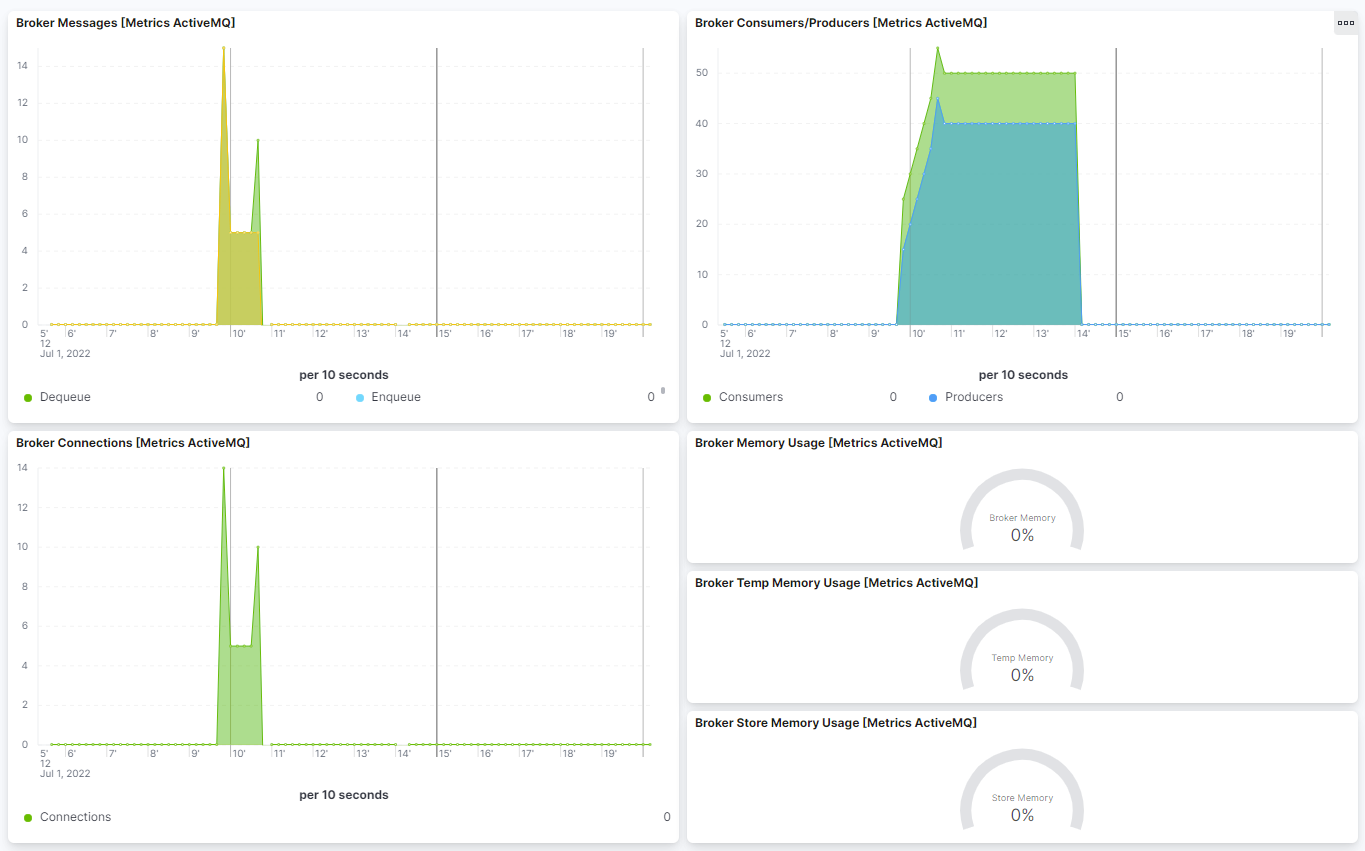 Broker Messages [Metrics ActiveMQ]
14
12
10
8
6
4
2
0
5' 6' 7' 8' 9' 10' 11' 12' 13' 14' 15' 16' 17' 18' 19'
12
Jul 1, 2022
per 10 seconds
Dequeue 0 Enqueue 0
Broker Consumers/Producers [Metrics ActiveMQ]
50
40
30
20
10
0
5' 6' 7' 8' 9' 10' 11' 12' 13' 14' 15' 16' 17' 18' 19'
12
Jul 1, 2022
per 10 seconds
Consumers 0 Producers 0
Broker Connections [Metrics ActiveMQ]
14
12
10
8
6
4
2
0
5' 6' 7' 8' 9' 10' 11' 12' 13' 14' 15' 16' 17' 18' 19'
12
Jul 1, 2022
per 10 seconds
Connections 0
Broker Memory Usage [Metrics ActiveMQ]
Broker Memory
0%
Broker Temp Memory Usage [Metrics ActiveMQ]
Temp Memory
0%
Broker Store Memory Usage [Metrics ActiveMQ]
Store Memory
0%